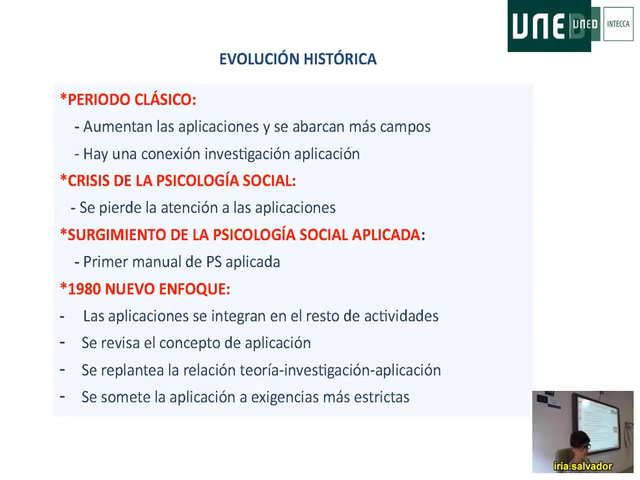 UNED
UNED
INTECCA
EVOLUCIÓN HISTÓRICA
*PERIODO CLÁSICO:
- Aumentan las aplicaciones y se abarcan más campos
- Hay una conexión investigación aplicación
*CRISIS DE LA PSICOLOGÍA SOCIAL:
- Se pierde la atención a las aplicaciones
*SURGIMIENTO DE LA PSICOLOGÍA SOCIAL APLICADA:
- Primer manual de PS aplicada
*1980 NUEVO ENFOQUE:
- Las aplicaciones se integran en el resto de actividades
- Se revisa el concepto de aplicación
- Se replantea la relación teoría-investigación-aplicación
- Se somete la aplicación a exigencias más estrictas
iria.salvador